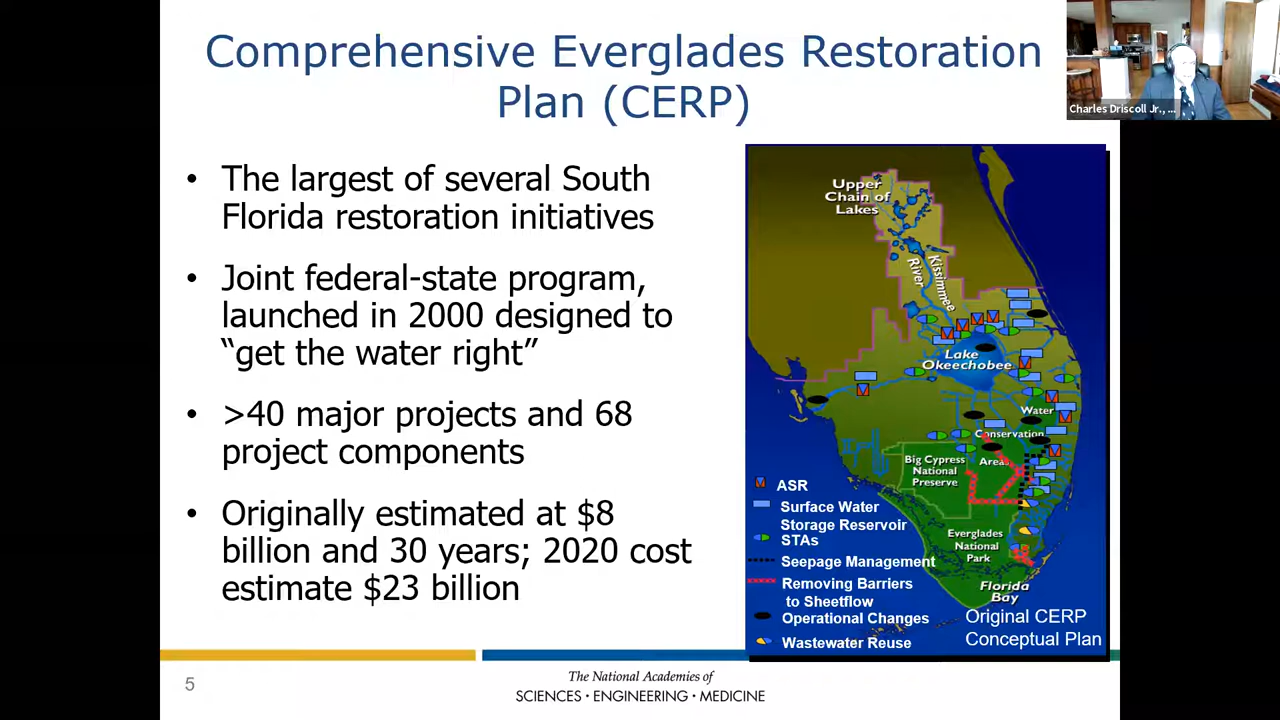 Comprehensive Everglades Restoration
Plan (CERP)
Charles Driscoll Jr., ...
• The largest of several South
Florida restoration initiatives
• Joint federal-state program,
launched in 2000 designed to
“get the water right”
• >40 major projects and 68
project components
• Originally estimated at $8
billion and 30 years; 2020 cost
estimate $23 billion
Upper
Chain of
Lakes
Kissimmee
River
Lake
Okeechobee
Water
Conservation
Areas
Big Cypress
National
Preserve
Everglades
National
Park
Florida
Bay
ASR
Surface Water
Storage Reservoir
STAs
Seepage Management
Removing Barriers
to Sheetflow
Operational Changes
Wastewater Reuse
Original CERP
Conceptual Plan
5
The National Academies of
SCIENCES • ENGINEERING • MEDICINE